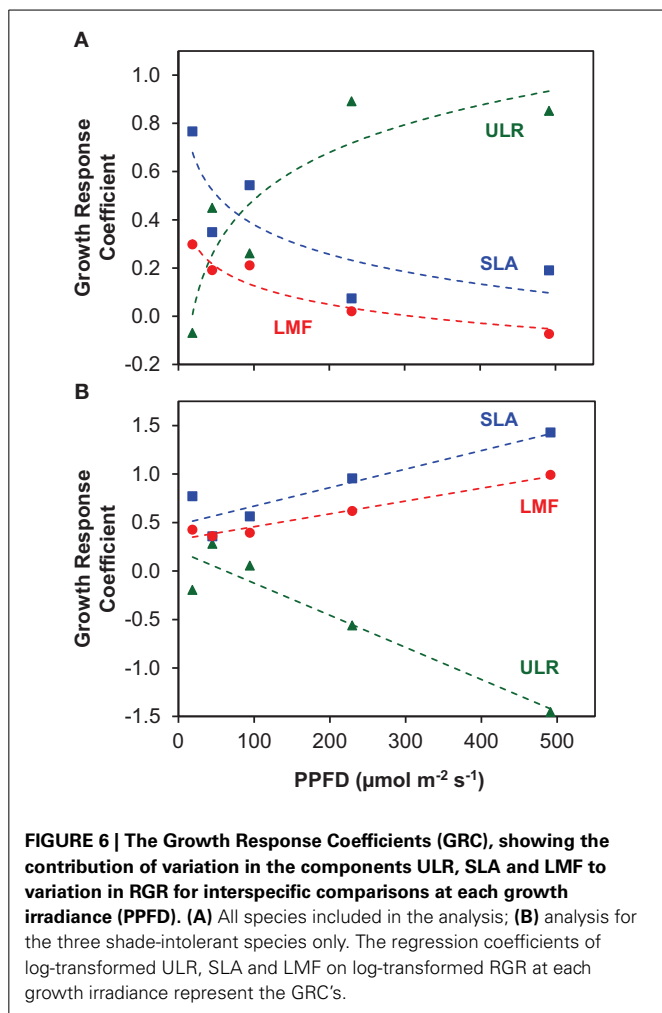 A
Growth Response
Coefficient
1.0
0.8
0.6
0.4
0.2
0.0
-0.2
ULR
SLA
LMF
B
Growth Response
Coefficient
1.5
1.0
0.5
0.0
-0.5
-1.0
-1.5
SLA
LMF
ULR
0 100 200 300 400 500
PPFD (µmol m⁻² s⁻¹)
FIGURE 6 | The Growth Response Coefficients (GRC), showing the
contribution of variation in the components ULR, SLA and LMF to
variation in RGR for interspecific comparisons at each growth
irradiance (PPFD). (A) All species included in the analysis; (B) analysis for
the three shade-intolerant species only. The regression coefficients of
log-transformed ULR, SLA and LMF on log-transformed RGR at each
growth irradiance represent the GRC's.